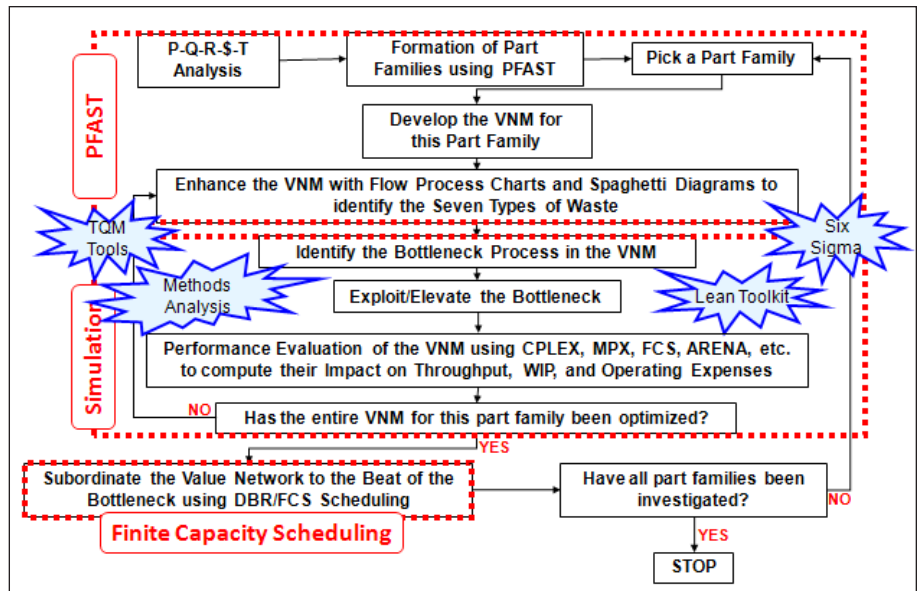 P-Q-R-$-T
Analysis
Formation of Part
Families using PFAST
Pick a Part Family
PFAST
Develop the VNM for
this Part Family
Enhance the VNM with Flow Process Charts and Spaghetti Diagrams to
identify the Seven Types of Waste
TQM
Tools
Six
Sigma
Identify the Bottleneck Process in the VNM
Methods
Analysis
Exploit/Elevate the Bottleneck
Lean Toolkit
Simulation
Performance Evaluation of the VNM using CPLEX, MPX, FCS, ARENA, etc.
to compute their Impact on Throughput, WIP, and Operating Expenses
NO
Has the entire VNM for this part family been optimized?
YES
Subordinate the Value Network to the Beat of the
Bottleneck using DBR/FCS Scheduling
Have all part families been
investigated?
NO
Finite Capacity Scheduling
YES
STOP